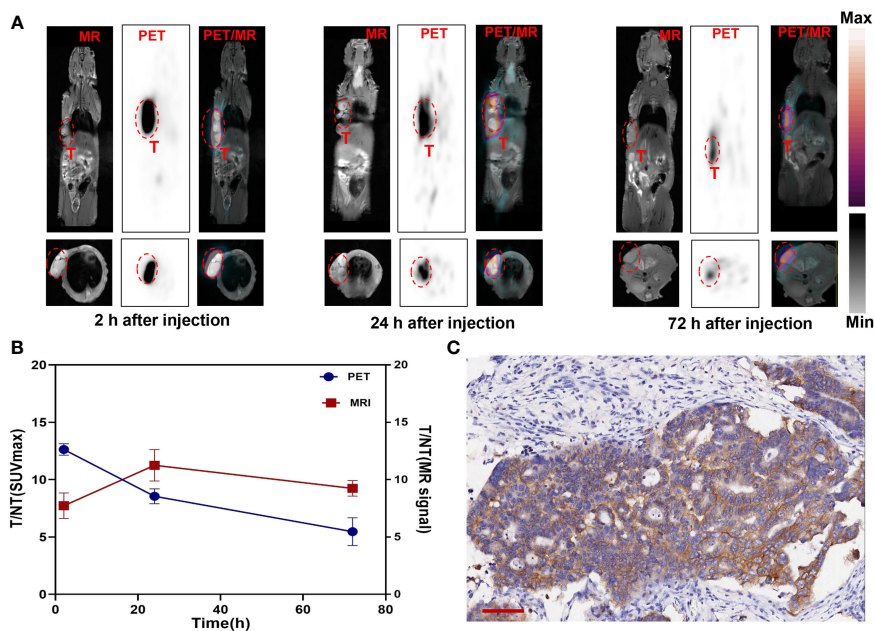 A
MR PET PET/MR MR PET PET/MR MR PET PET/MR Max
T T T T T T
2 h after injection 24 h after injection 72 h after injection Min
B C
20 20
15 15
10 10
5 5
0 0
0 20 40 60 80
T/NT(SUVmax)
Time(h)
T/NT(MR signal)
PET
MRI